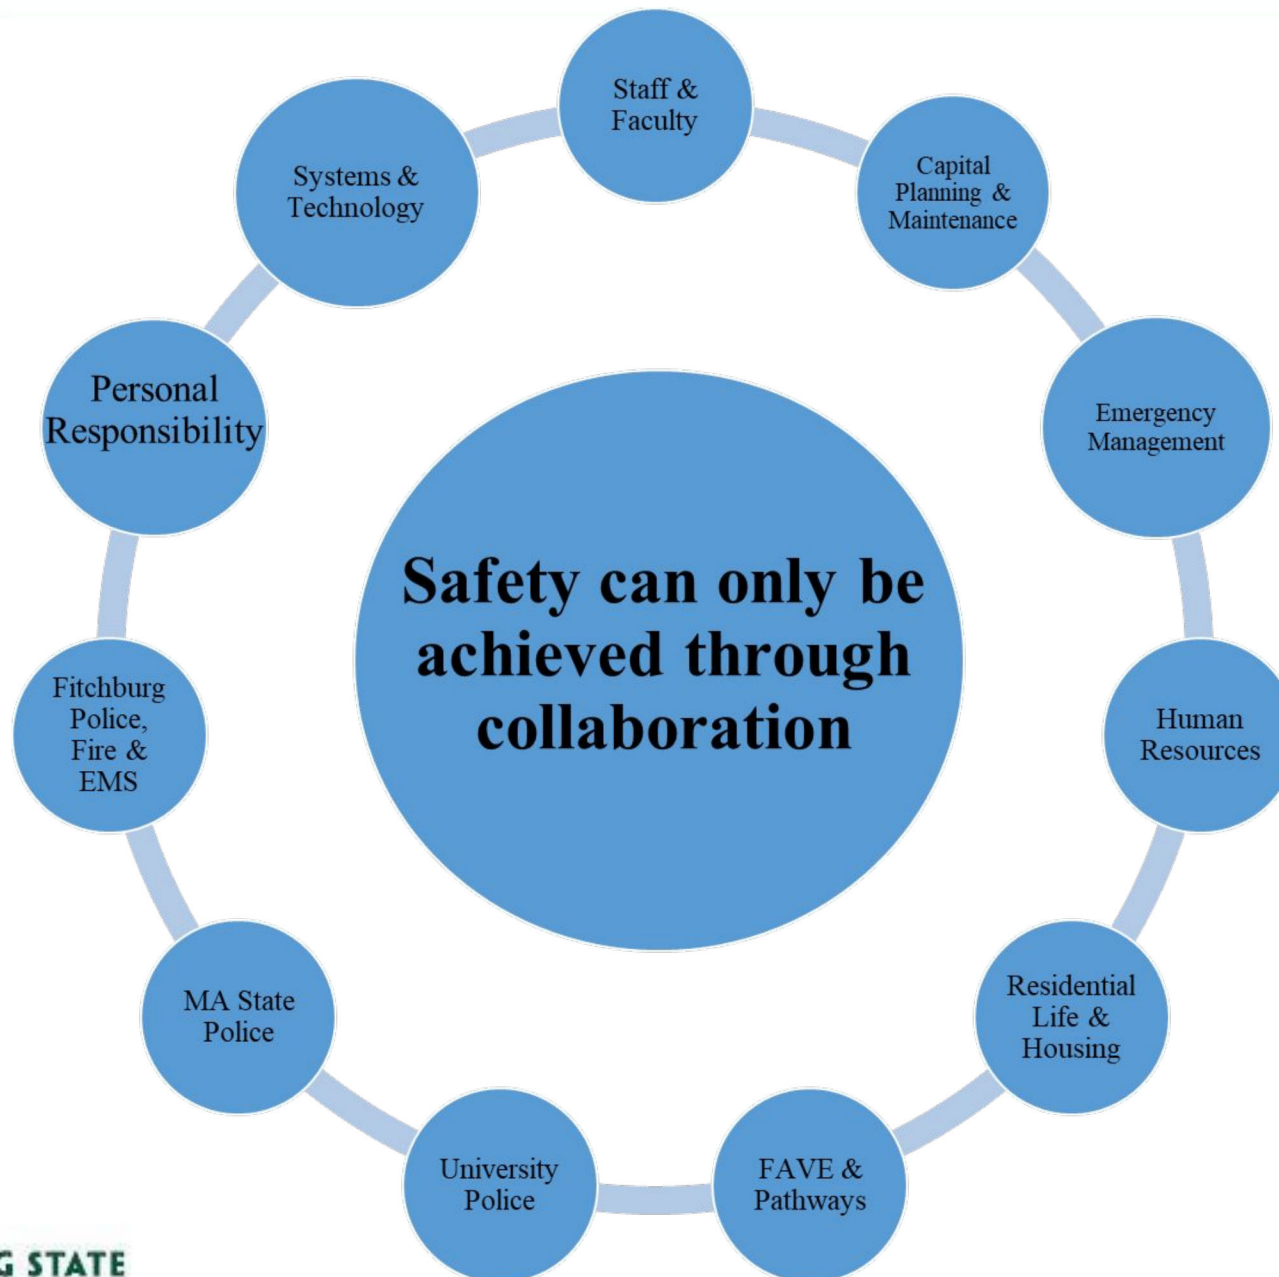 Staff &
Faculty
Capital
Planning &
Maintenance
Emergency
Management
Human
Resources
Residential
Life &
Housing
FAVE &
Pathways
University
Police
MA State
Police
Fitchburg
Police,
Fire &
EMS
Personal
Responsibility
Systems &
Technology
Safety can only be
achieved through
collaboration
G STATE